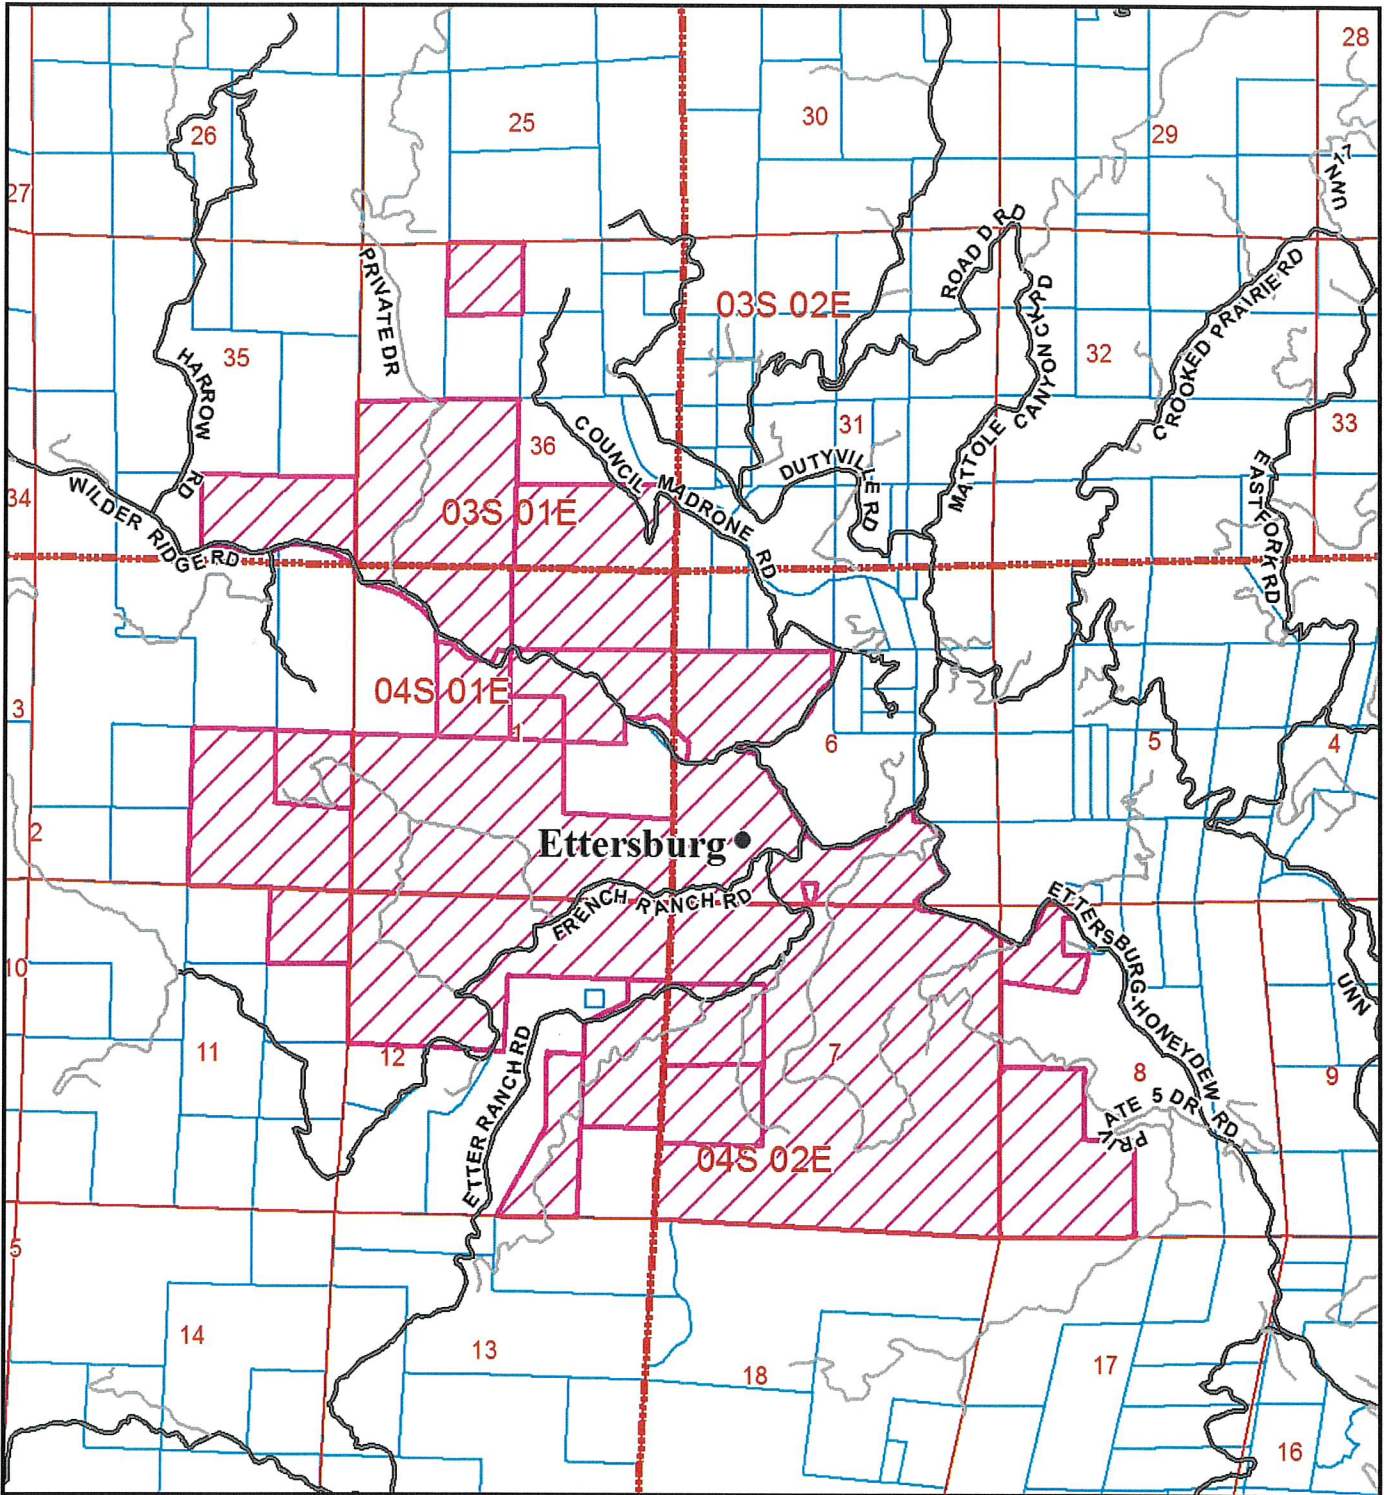 28
25
30
26
29
UNN 17
27
ROAD D RD
PRIVATE DR
03S 02E
CROOKED PRAIRIE RD
MATTOLE CANYON CK RD
35
32
HARROW RD
31
33
36
COUNCIL MADRONE RD
DUTYVILLE RD
EAST FORK RD
34
WILDER RIDGE RD
03S 01E
04S 01E
3
1
6
5
4
2
Ettersburg
FRENCH RANCH RD
ETTERSBURG-HONEYDEW RD
10
UNN
11
12
7
8
9
ETTER RANCH RD
PRIVATE 5 DR
04S 02E
5
14
13
18
17
16